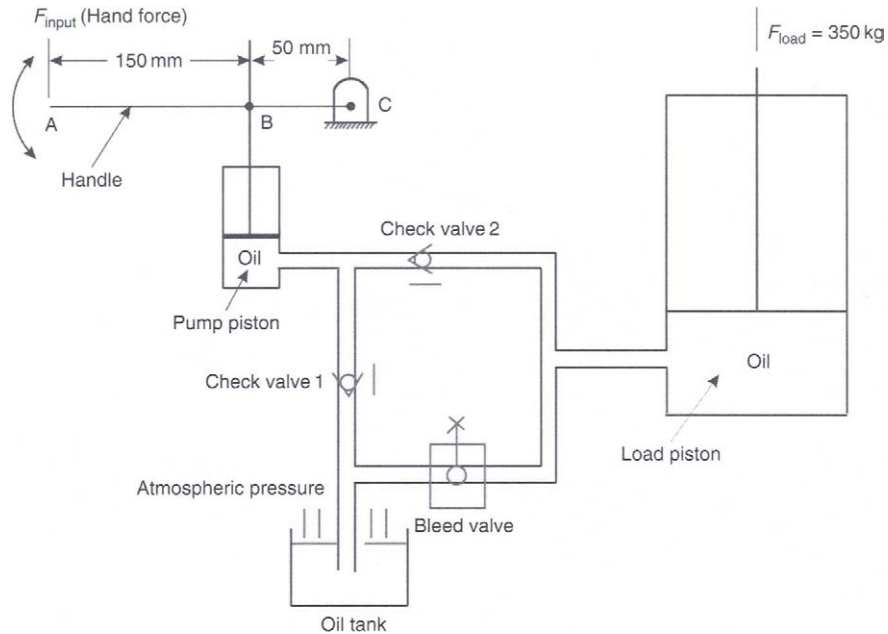 F_input (Hand force)
F_load = 350 kg
150 mm
50 mm
A
B
C
Handle
Check valve 2
Oil
Pump piston
Oil
Check valve 1
Load piston
Atmospheric pressure
Bleed valve
Oil tank